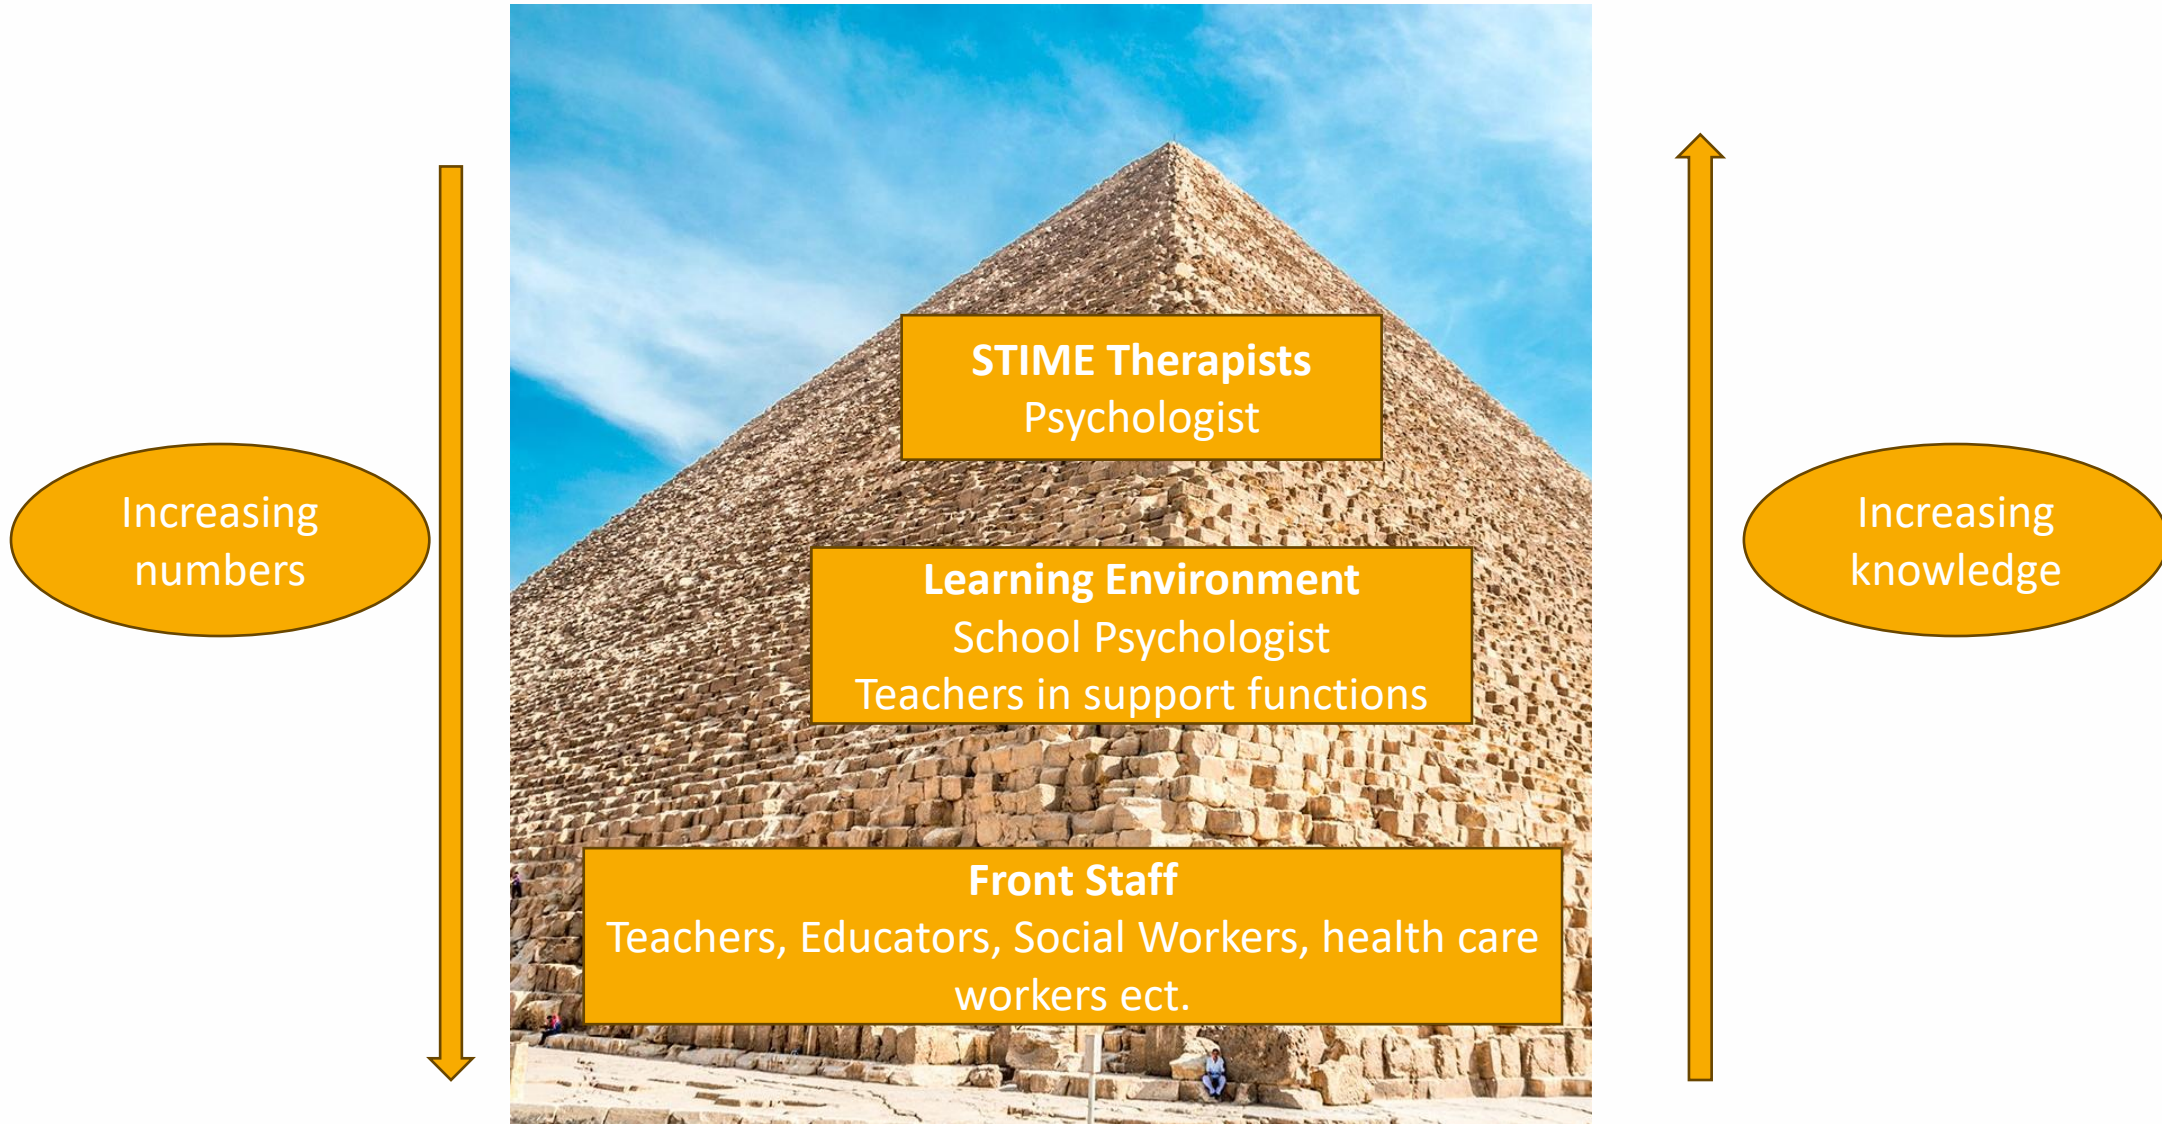 STIME Therapists
Psychologist
Increasing
numbers
Increasing
knowledge
Learning Environment
School Psychologist
Teachers in support functions
Front Staff
Teachers, Educators, Social Workers, health care
workers ect.